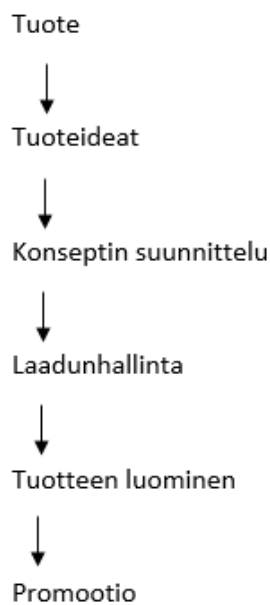 Tuote
Tuoteideat
Konseptin suunnittelu
Laadunhallinta
Tuotteen luominen
Promootio